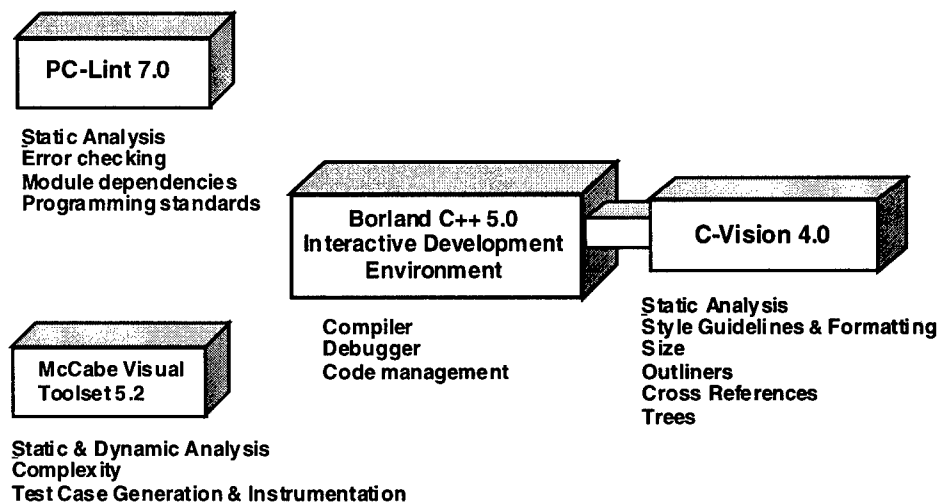 PC-Lint 7.0
Static Analysis
Error checking
Module dependencies
Programming standards
Borland C++ 5.0
Interactive Development
Environment
Compiler
Debugger
Code management
C-Vision 4.0
Static Analysis
Style Guidelines & Formatting
Size
Outliners
Cross References
Trees
McCabe Visual
Toolset 5.2
Static & Dynamic Analysis
Complexity
Test Case Generation & Instrumentation